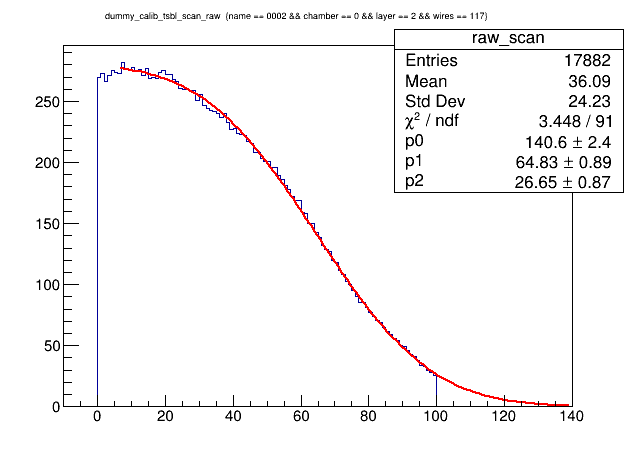 dummy_calib_tsbl_scan_raw (name == 0002 && chamber == 0 && layer == 2 && wires == 117)
raw_scan
Entries 17882
Mean 36.09
Std Dev 24.23
χ² / ndf 3.448 / 91
p0 140.6 ± 2.4
p1 64.83 ± 0.89
p2 26.65 ± 0.87
250
200
150
100
50
0
0 20 40 60 80 100 120 140